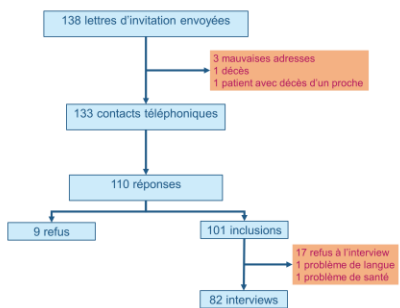 138 lettres d'invitation envoyées
3 mauvaises adresses
1 décès
1 patient avec décès d'un proche
133 contacts téléphoniques
110 réponses
9 refus
101 inclusions
17 refus à l'interview
1 problème de langue
1 problème de santé
82 interviews